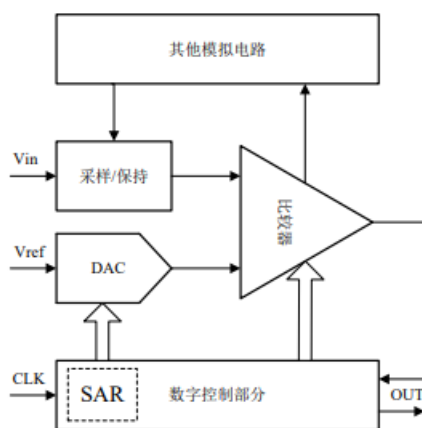 其他模拟电路
Vin
采样/保持
比较器
Vref
DAC
CLK
SAR
数字控制部分
OUT